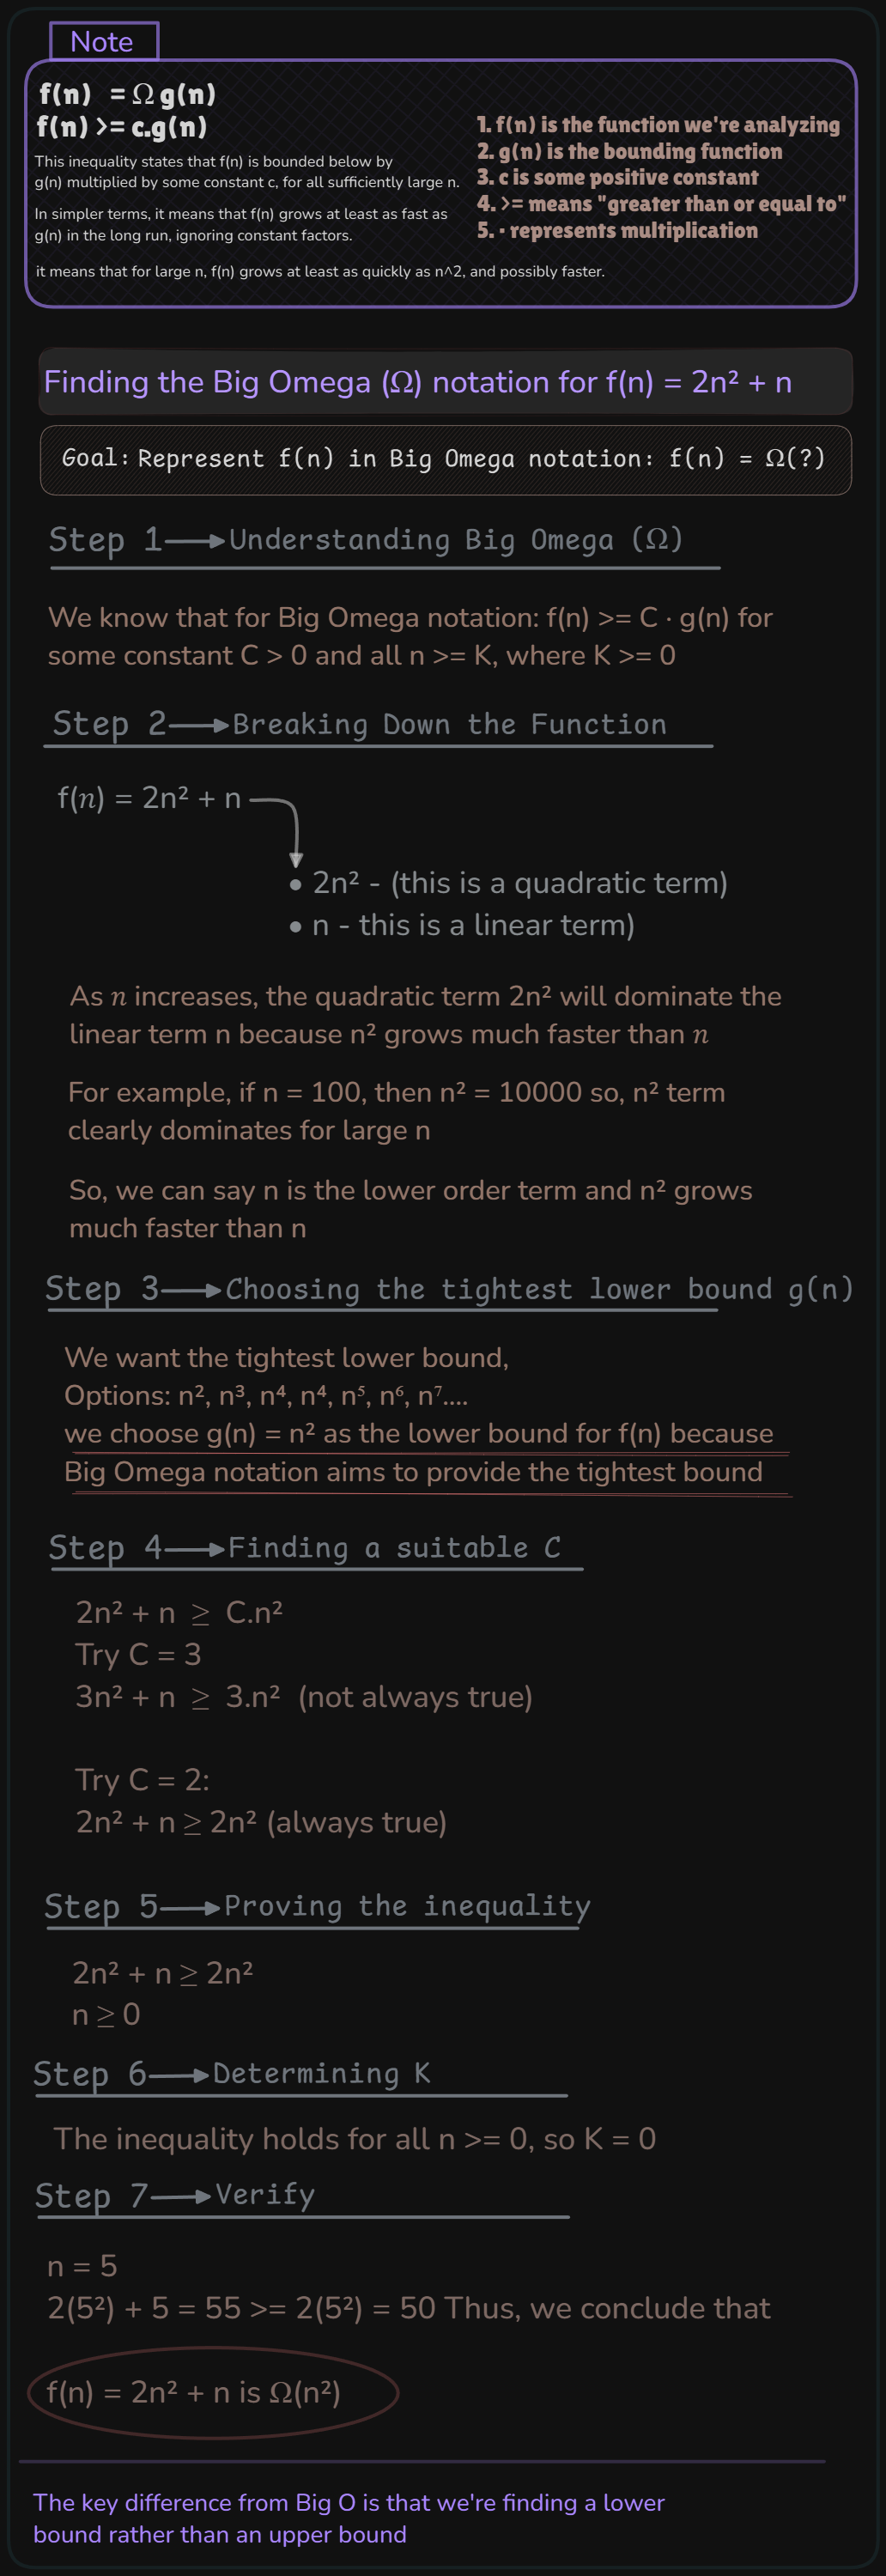 Note
f(n) = Ω g(n)
f(n) >= c.g(n)
This inequality states that f(n) is bounded below by
g(n) multiplied by some constant c, for all sufficiently large n.
In simpler terms, it means that f(n) grows at least as fast as
g(n) in the long run, ignoring constant factors.
it means that for large n, f(n) grows at least as quickly as n^2, and possibly faster.
1. f(n) is the function we're analyzing
2. g(n) is the bounding function
3. c is some positive constant
4. >= means "greater than or equal to"
5. · represents multiplication
Finding the Big Omega (Ω) notation for f(n) = 2n² + n
Goal: Represent f(n) in Big Omega notation: f(n) = Ω(?)
Step 1 Understanding Big Omega (Ω)
We know that for Big Omega notation: f(n) >= C · g(n) for
some constant C > 0 and all n >= K, where K >= 0
Step 2 Breaking Down the Function
f(𝑛) = 2n² + n
• 2n² - (this is a quadratic term)
• n - this is a linear term)
As 𝑛 increases, the quadratic term 2n² will dominate the
linear term n because n² grows much faster than 𝑛
For example, if n = 100, then n² = 10000 so, n² term
clearly dominates for large n
So, we can say n is the lower order term and n² grows
much faster than n
Step 3 Choosing the tightest lower bound g(n)
We want the tightest lower bound,
Options: n², n³, n⁴, n⁴, n⁵, n⁶, n⁷....
we choose g(n) = n² as the lower bound for f(n) because
Big Omega notation aims to provide the tightest bound
Step 4 Finding a suitable C
2n² + n ≥ C.n²
Try C = 3
3n² + n ≥ 3.n² (not always true)
Try C = 2:
2n² + n ≥ 2n² (always true)
Step 5 Proving the inequality
2n² + n ≥ 2n²
n ≥ 0
Step 6 Determining K
The inequality holds for all n >= 0, so K = 0
Step 7 Verify
n = 5
2(5²) + 5 = 55 >= 2(5²) = 50 Thus, we conclude that
f(n) = 2n² + n is Ω(n²)
The key difference from Big O is that we're finding a lower
bound rather than an upper bound